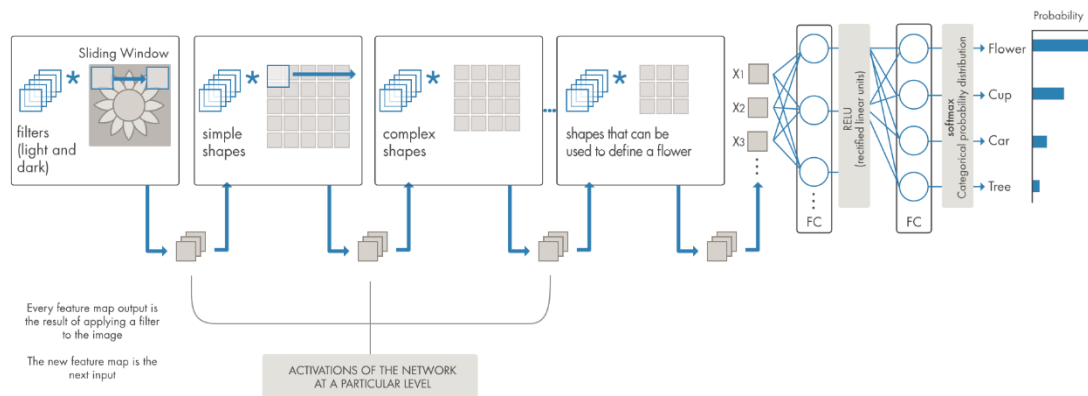 Sliding Window
filters
(light and
dark)
simple
shapes
complex
shapes
shapes that can be
used to define a flower
X1
X2
X3
FC
RELU
(rectified linear units)
FC
softmax
Categorical probability distribution
Probability
Flower
Cup
Car
Tree
Every feature map output is
the result of applying a filter
to the image
The new feature map is the
next input
ACTIVATIONS OF THE NETWORK
AT A PARTICULAR LEVEL